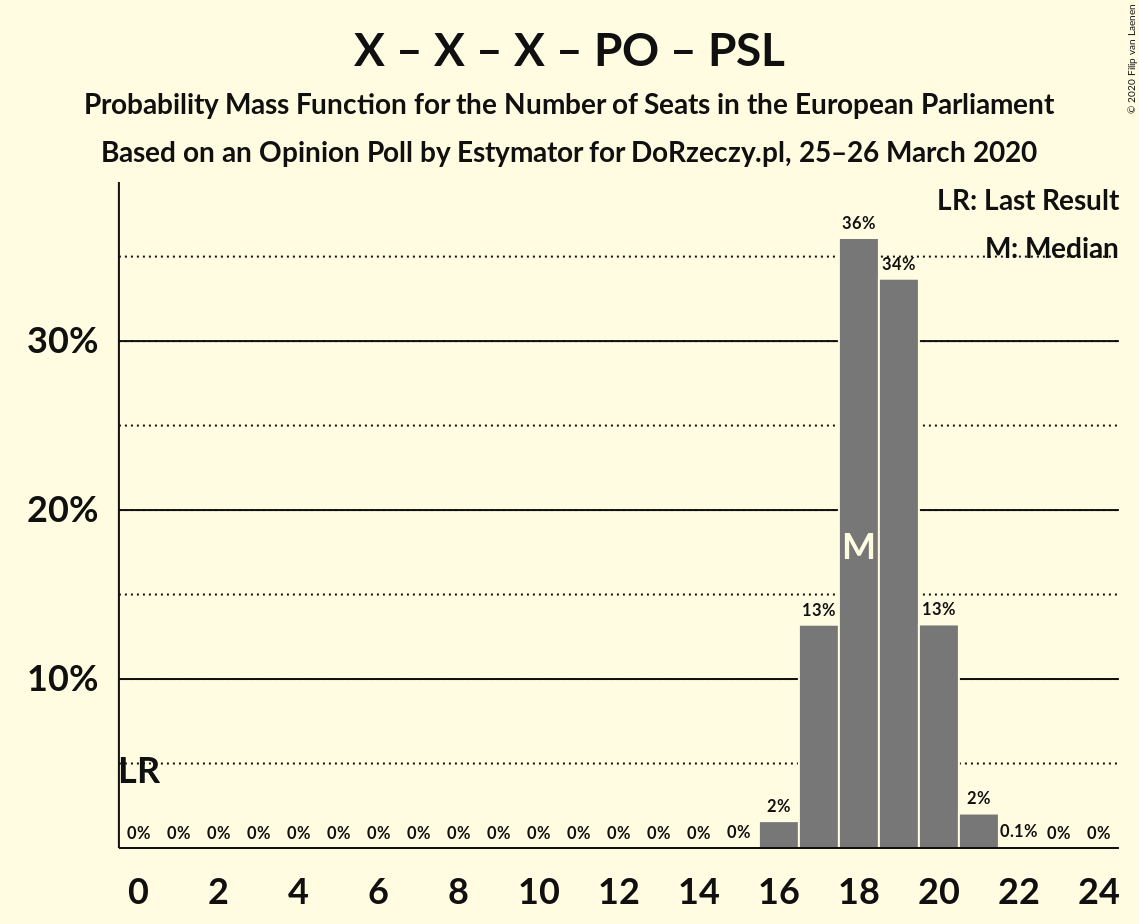 X – X – X – PO – PSL
Probability Mass Function for the Number of Seats in the European Parliament
Based on an Opinion Poll by Estymator for DoRzeczy.pl, 25–26 March 2020
© 2020 Filip van Laenen
LR: Last Result
M: Median
36%
34%
30%
20%
M
13%
13%
10%
LR
2%
2%
0% 0% 0% 0% 0% 0% 0% 0% 0% 0% 0% 0% 0% 0% 0% 0% 0.1% 0% 0%
0 2 4 6 8 10 12 14 16 18 20 22 24